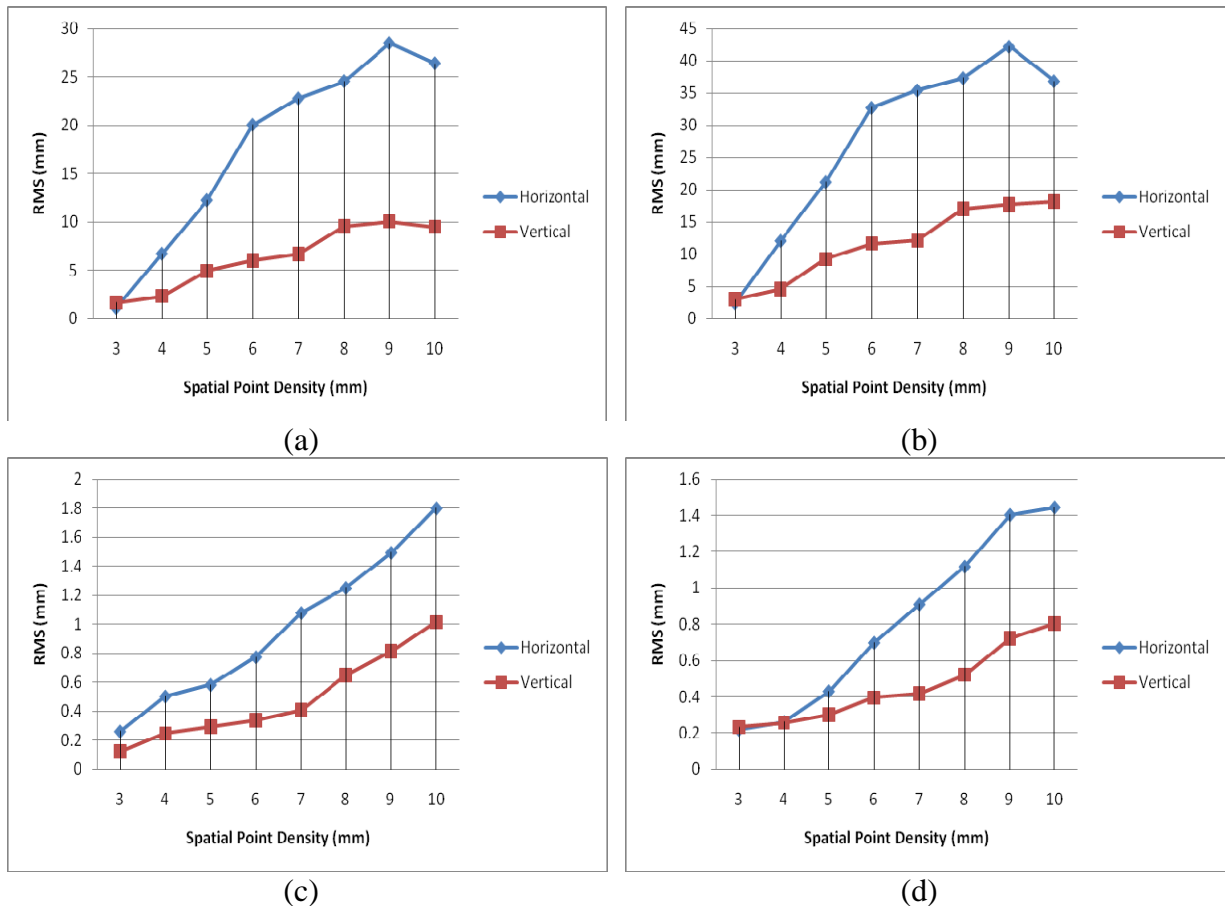 30
25
20
15
10
5
0
RMS (mm)
3 4 5 6 7 8 9 10
Spatial Point Density (mm)
Horizontal
Vertical
(a)
45
40
35
30
25
20
15
10
5
0
RMS (mm)
3 4 5 6 7 8 9 10
Spatial Point Density (mm)
Horizontal
Vertical
(b)
2
1.8
1.6
1.4
1.2
1
0.8
0.6
0.4
0.2
0
RMS (mm)
3 4 5 6 7 8 9 10
Spatial Point Density (mm)
Horizontal
Vertical
(c)
1.6
1.4
1.2
1
0.8
0.6
0.4
0.2
0
RMS (mm)
3 4 5 6 7 8 9 10
Spatial Point Density (mm)
Horizontal
Vertical
(d)